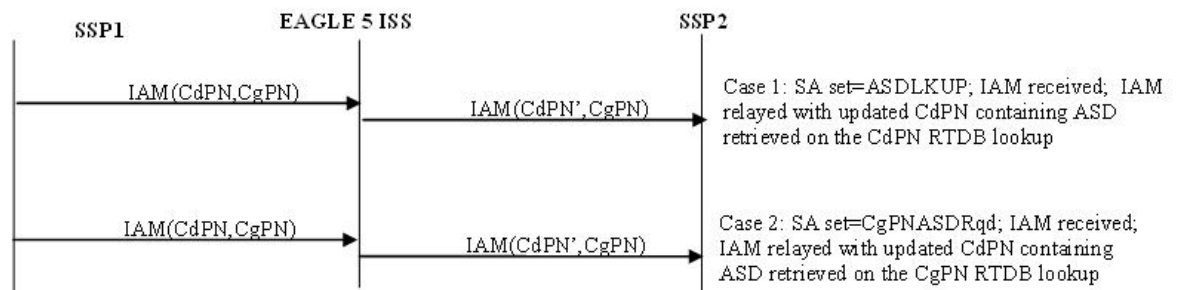 SSP1
EAGLE 5 ISS
SSP2
IAM(CdPN,CgPN)
IAM(CdPN',CgPN)
Case 1: SA set=ASDLKUP; IAM received; IAM
relayed with updated CdPN containing ASD
retrieved on the CdPN RTDB lookup
IAM(CdPN,CgPN)
IAM(CdPN',CgPN)
Case 2: SA set=CgPNASDRqd; IAM received;
IAM relayed with updated CdPN containing
ASD retrieved on the CgPN RTDB lookup